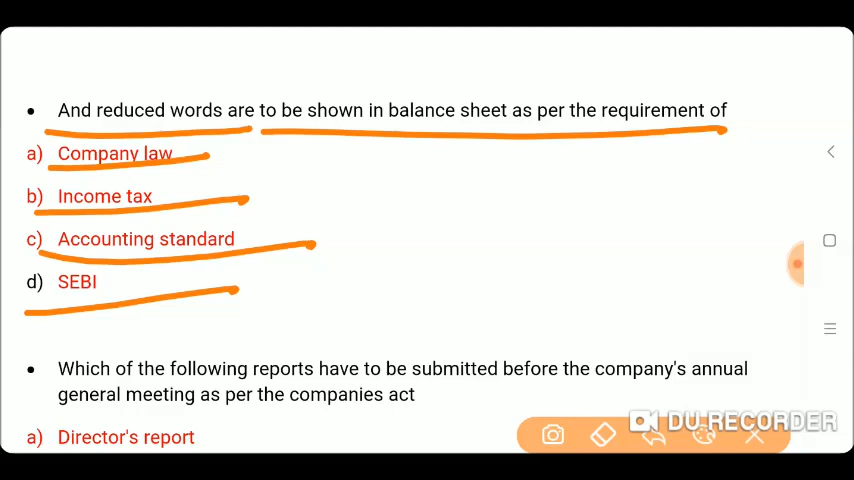 • And reduced words are to be shown in balance sheet as per the requirement of
a) Company law
b) Income tax
c) Accounting standard
d) SEBI
• Which of the following reports have to be submitted before the company's annual
general meeting as per the companies act
a) Director's report
DU RECORDER